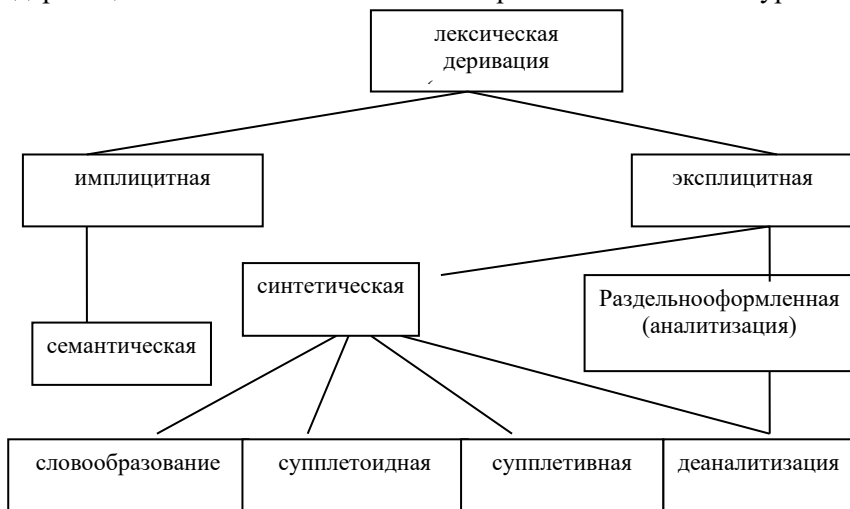 лексическая
деривация
имплицитная
эксплицитная
синтетическая
Раздельнооформленная
(аналитизация)
семантическая
словообразование
супплетоидная
супплетивная
деаналитизация